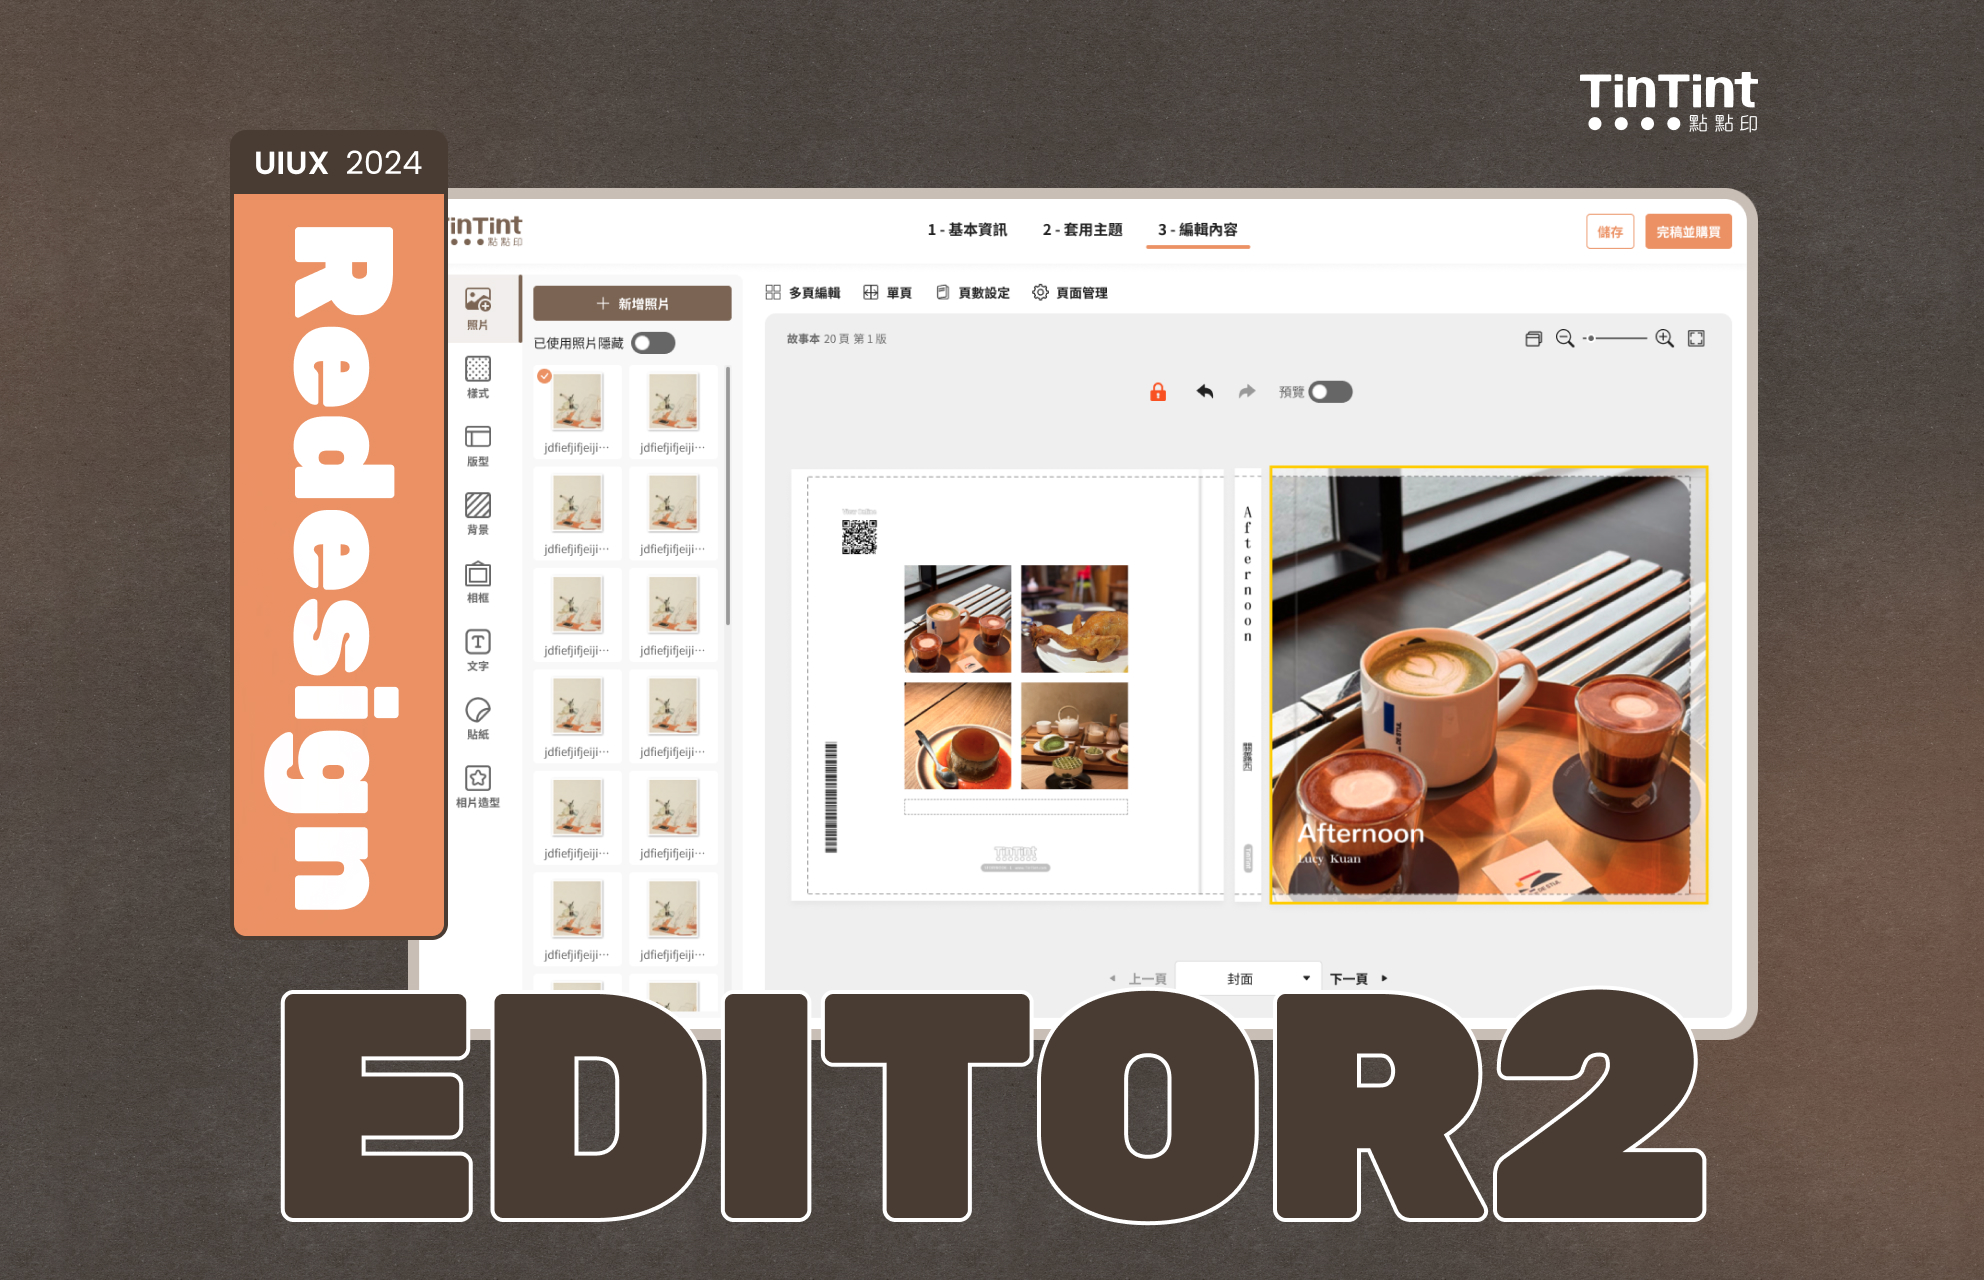 TinTint
點點印
UIUX 2024
Redesign
TinTint
點點印
1 - 基本資訊
2 - 套用主題
3 - 編輯內容
儲存
完稿並購買
照片
樣式
版型
背景
相框
文字
貼紙
相片造型
新增照片
已使用照片隱藏
jdfiefjifjeiji…
jdfiefjifjeiji…
jdfiefjifjeiji…
jdfiefjifjeiji…
jdfiefjifjeiji…
jdfiefjifjeiji…
jdfiefjifjeiji…
jdfiefjifjeiji…
jdfiefjifjeiji…
jdfiefjifjeiji…
jdfiefjifjeiji…
jdfiefjifjeiji…
多頁編輯
單頁
頁數設定
頁面管理
故事本 20 頁 第 1 版
預覽
TinTint
Afternoon
Afternoon
Lucy Kuan
上一頁
封面
下一頁
EDITOR2